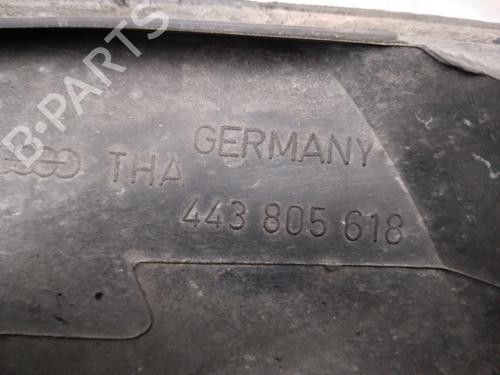 B-PARTS
GERMANY
THA
443 805 618